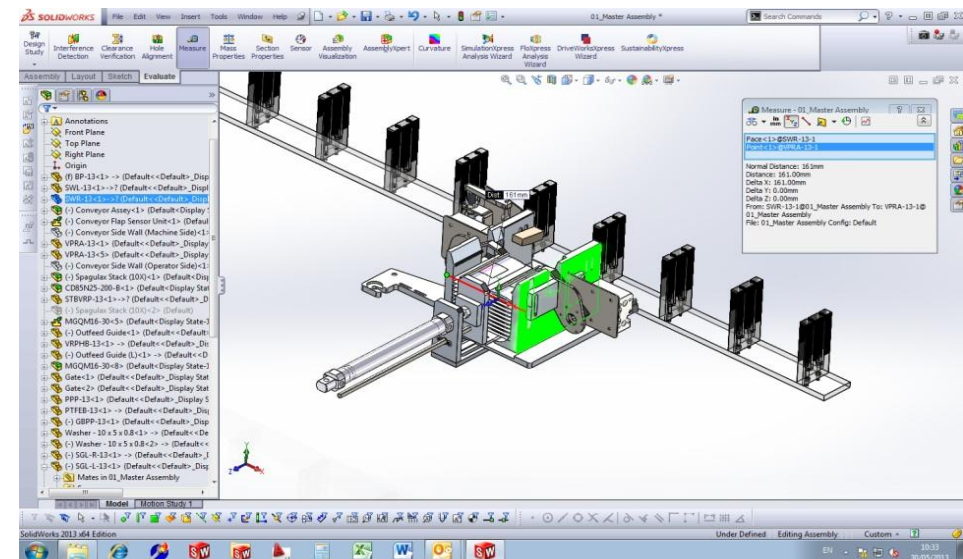 SOLIDWORKS File Edit View Insert Tools Window Help 01_Master Assembly * Search Commands
Design Study
Interference Detection
Clearance Verification
Hole Alignment
Measure
Mass Properties
Section Properties
Sensor
Assembly Visualization
AssemblyXpert
Curvature
SimulationXpress Analysis Wizard
FloXpress Analysis Wizard
DriveWorksXpress Wizard
SustainabilityXpress
Assembly Layout Sketch Evaluate
Annotations
Front Plane
Top Plane
Right Plane
Origin
(f) BP-13<1> -> (Default<<Default>_Disp
SWL-13<1>->? (Default<<Default>_Displ
SWR-13<1>->? (Default<<Default>_Displ
(-) Conveyor Assey<1> (Default<Display
(-) Conveyor Flap Sensor Unit<1> (Defaul
(-) Conveyor Side Wall (Machine Side)<1>
VPRA-13<1> (Default<<Default>_Display
VPRA-13<5> (Default<<Default>_Display
(-) Conveyor Side Wall (Operator Side)<1>
(-) Spagulax Stack (10X)<1> (Default<Disp
CD85N25-200-B<1> (Default<Display Stat
STBVRP-13<1>->? (Default<<Default>_D
(-) Spagulax Stack (10X)<2> (Default)
MGQM16-30<5> (Default<Display State-1
(-) Outfeed Guide<1> (Default<<Default>
VRPHB-13<1> -> (Default<<Default>_Dis
(-) Outfeed Guide (L)<1> -> (Default<<D
MGQM16-30<8> (Default<Display State-1
Gate<1> (Default<<Default>_Display Stat
Gate<2> (Default<<Default>_Display Stat
PPP-13<1> (Default<<Default>_Display S
PTFEB-13<1> -> (Default<<Default>_Disp
(-) GBPP-13<1> (Default<<Default>_Disp
Washer - 10 x 5 x 0.8<1> -> (Default<<De
(-) Washer - 10 x 5 x 0.8<2> -> (Default<<
(-) SGL-R-13<1> -> (Default<<Default>_
(-) SGL-L-13<1> (Default<<Default>_Disp
Mates in 01_Master Assembly
Dist: 161mm
Measure - 01_Master Assembly
in
mm
Face<1>@SWR-13-1
Point<1>@VPRA-13-1
Normal Distance: 161mm
Distance: 161.00mm
Delta X: 161.00mm
Delta Y: 0.00mm
Delta Z: 0.00mm
From: SWR-13-1@01_Master Assembly To: VPRA-13-1@
01_Master Assembly
File: 01_Master Assembly Config: Default
Model Motion Study 1
SolidWorks 2013 x64 Edition Under Defined Editing Assembly Custom
EN 10:33
30/05/2013